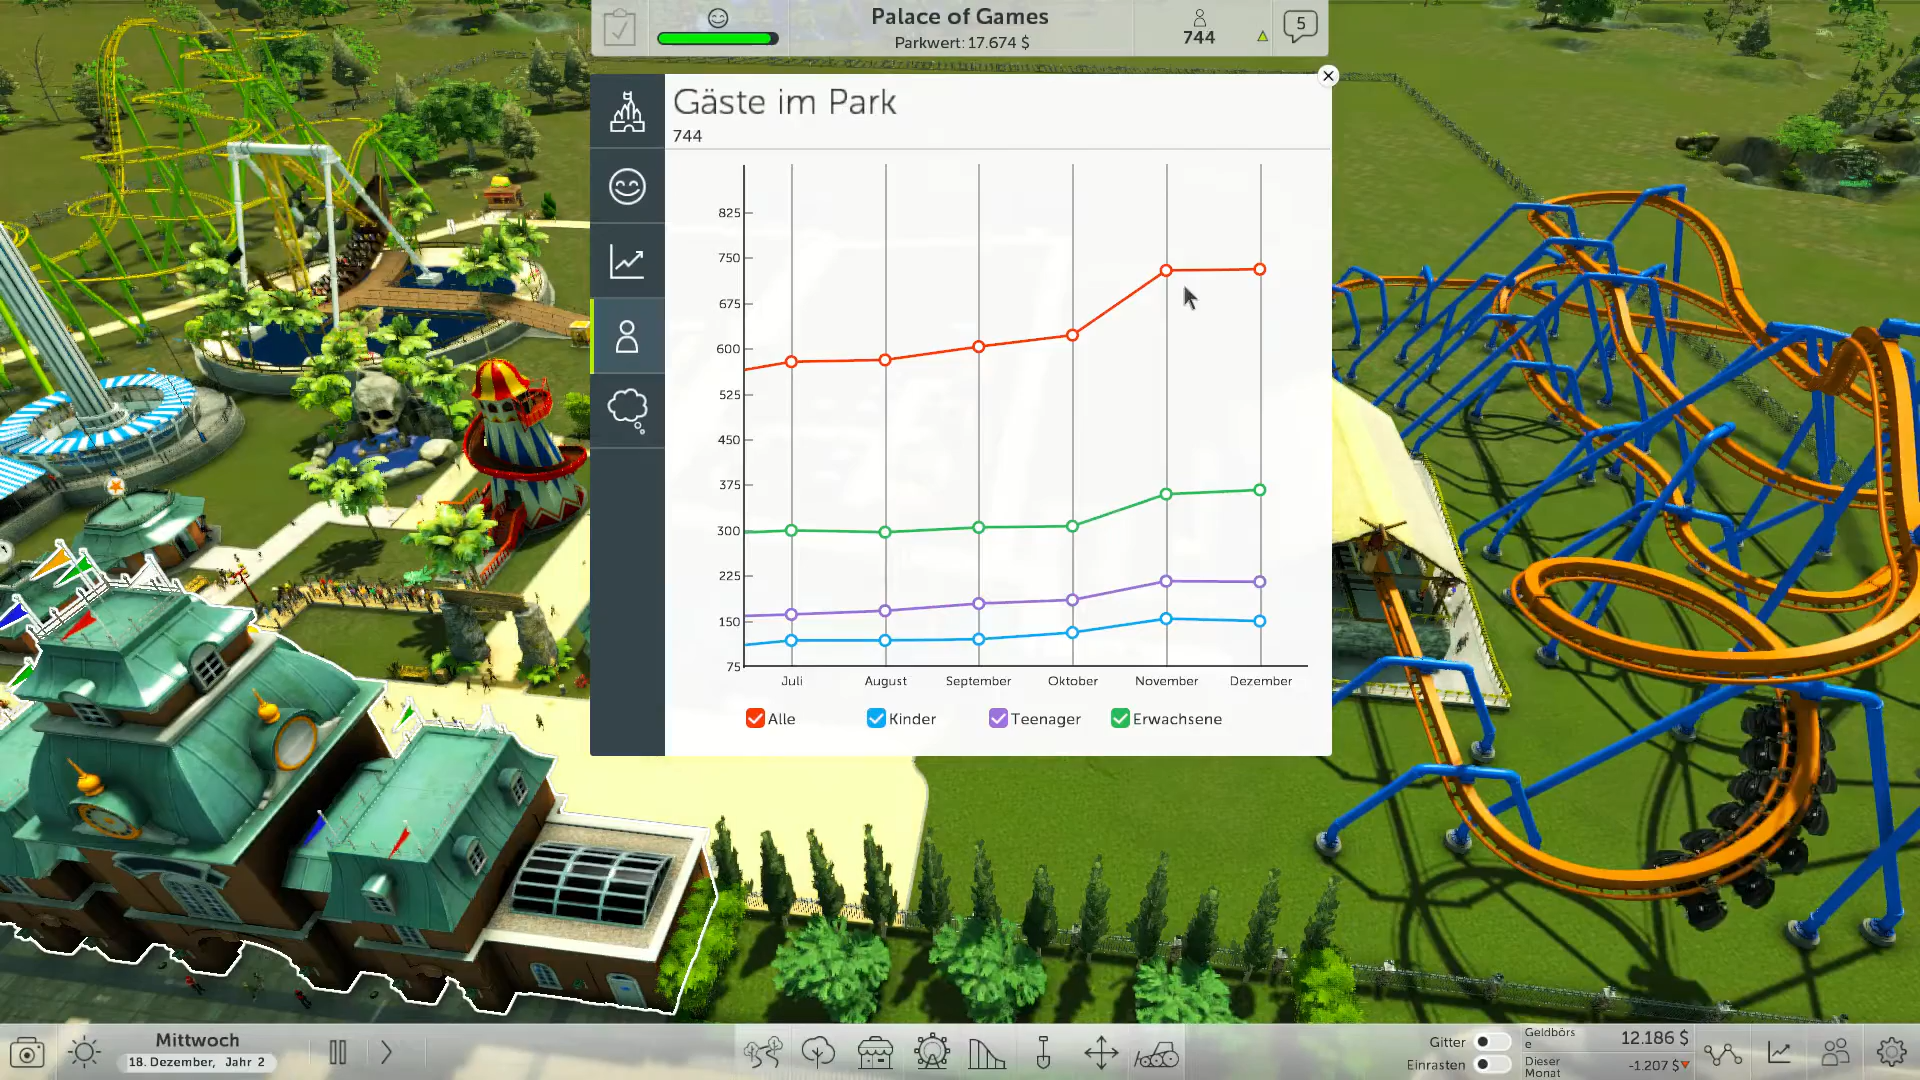 Palace of Games
Parkwert: 17.674 $
744
5
Gäste im Park
744
825
750
675
600
525
450
375
300
225
150
75
Juli August September Oktober November Dezember
Alle Kinder Teenager Erwachsene
Mittwoch
18. Dezember, Jahr 2
Gitter
Einrasten
Geldbörs
e
12.186 $
Dieser
Monat
-1.207 $